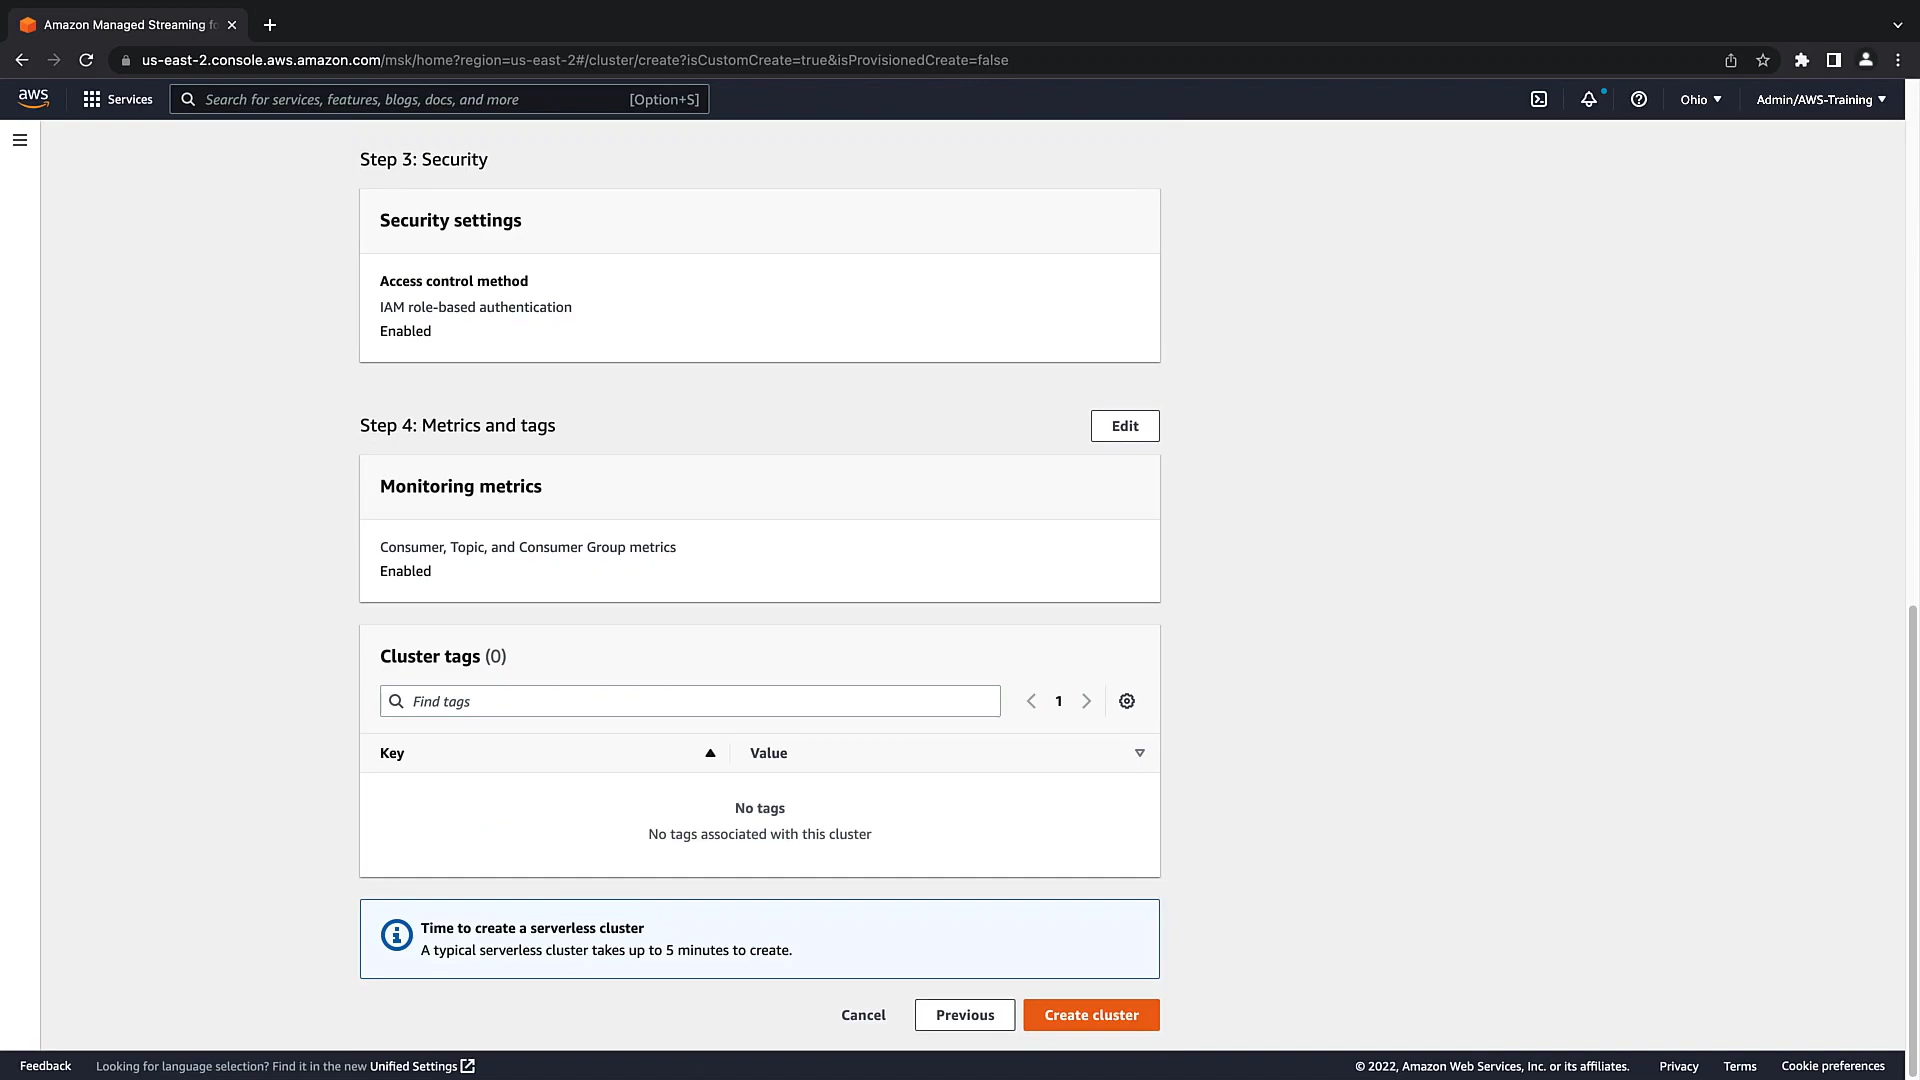 Amazon Managed Streaming fo
us-east-2.console.aws.amazon.com/msk/home?region=us-east-2#/cluster/create?isCustomCreate=true&isProvisionedCreate=false
aws
Services
Search for services, features, blogs, docs, and more
[Option+S]
Ohio
Admin/AWS-Training
Step 3: Security
Security settings
Access control method
IAM role-based authentication
Enabled
Step 4: Metrics and tags
Edit
Monitoring metrics
Consumer, Topic, and Consumer Group metrics
Enabled
Cluster tags (0)
Find tags
1
Key
Value
No tags
No tags associated with this cluster
Time to create a serverless cluster
A typical serverless cluster takes up to 5 minutes to create.
Cancel
Previous
Create cluster
Feedback
Looking for language selection? Find it in the new Unified Settings
© 2022, Amazon Web Services, Inc. or its affiliates.
Privacy
Terms
Cookie preferences